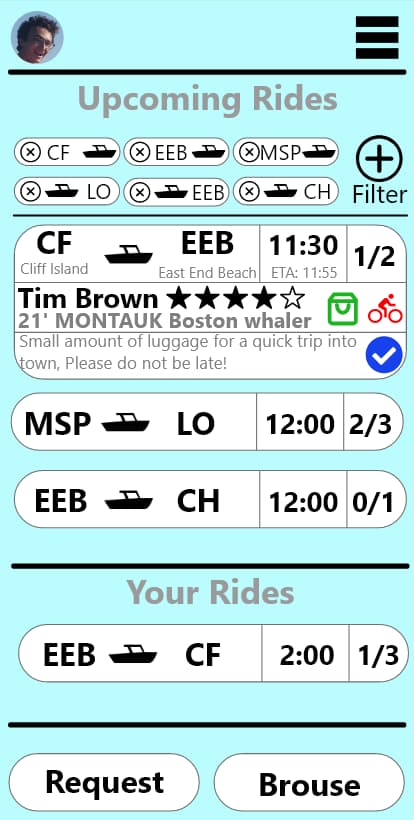 Upcoming Rides
CF EEB MSP
LO EEB CH
Filter
CF EEB 11:30 1/2
Cliff Island East End Beach ETA: 11:55
Tim Brown
21' MONTAUK Boston whaler
Small amount of luggage for a quick trip into
town, Please do not be late!
MSP LO 12:00 2/3
EEB CH 12:00 0/1
Your Rides
EEB CF 2:00 1/3
Request Brouse